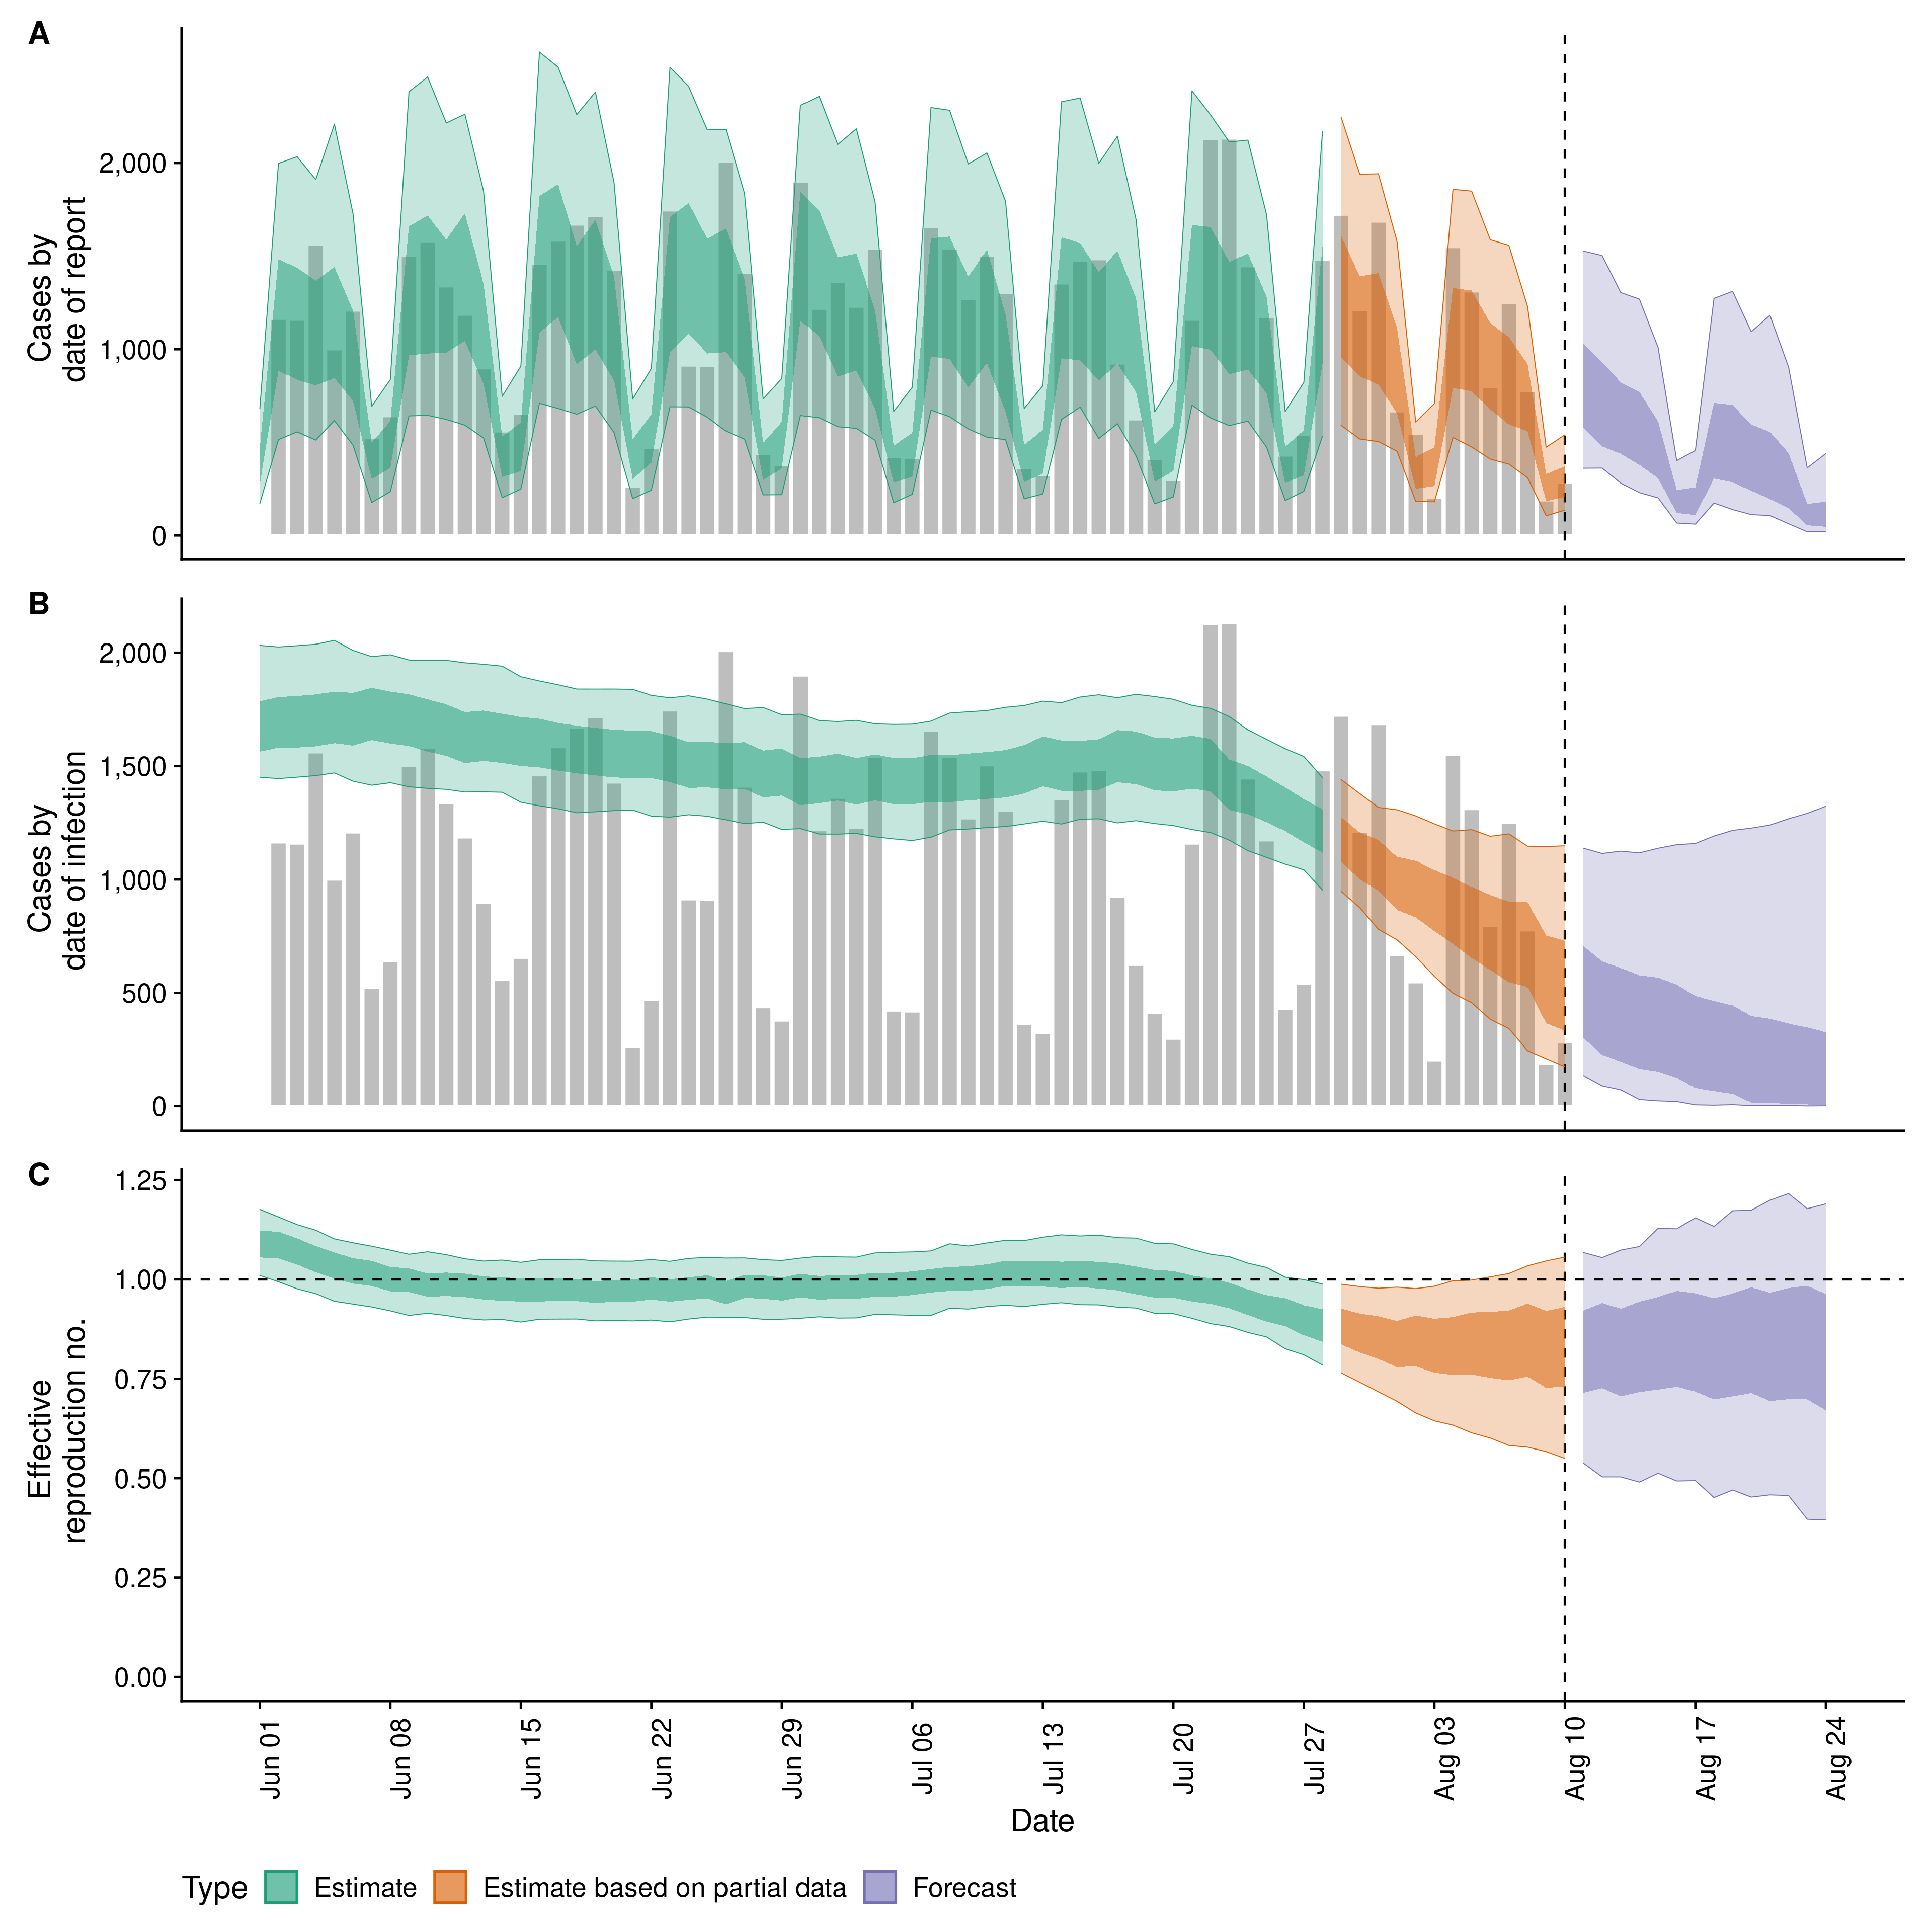 A
Cases by
date of report
2,000
1,000
0
B
Cases by
date of infection
2,000
1,500
1,000
500
0
C
Effective
reproduction no.
1.25
1.00
0.75
0.50
0.25
0.00
Jun 01
Jun 08
Jun 15
Jun 22
Jun 29
Jul 06
Jul 13
Jul 20
Jul 27
Aug 03
Aug 10
Aug 17
Aug 24
Date
Type Estimate Estimate based on partial data Forecast